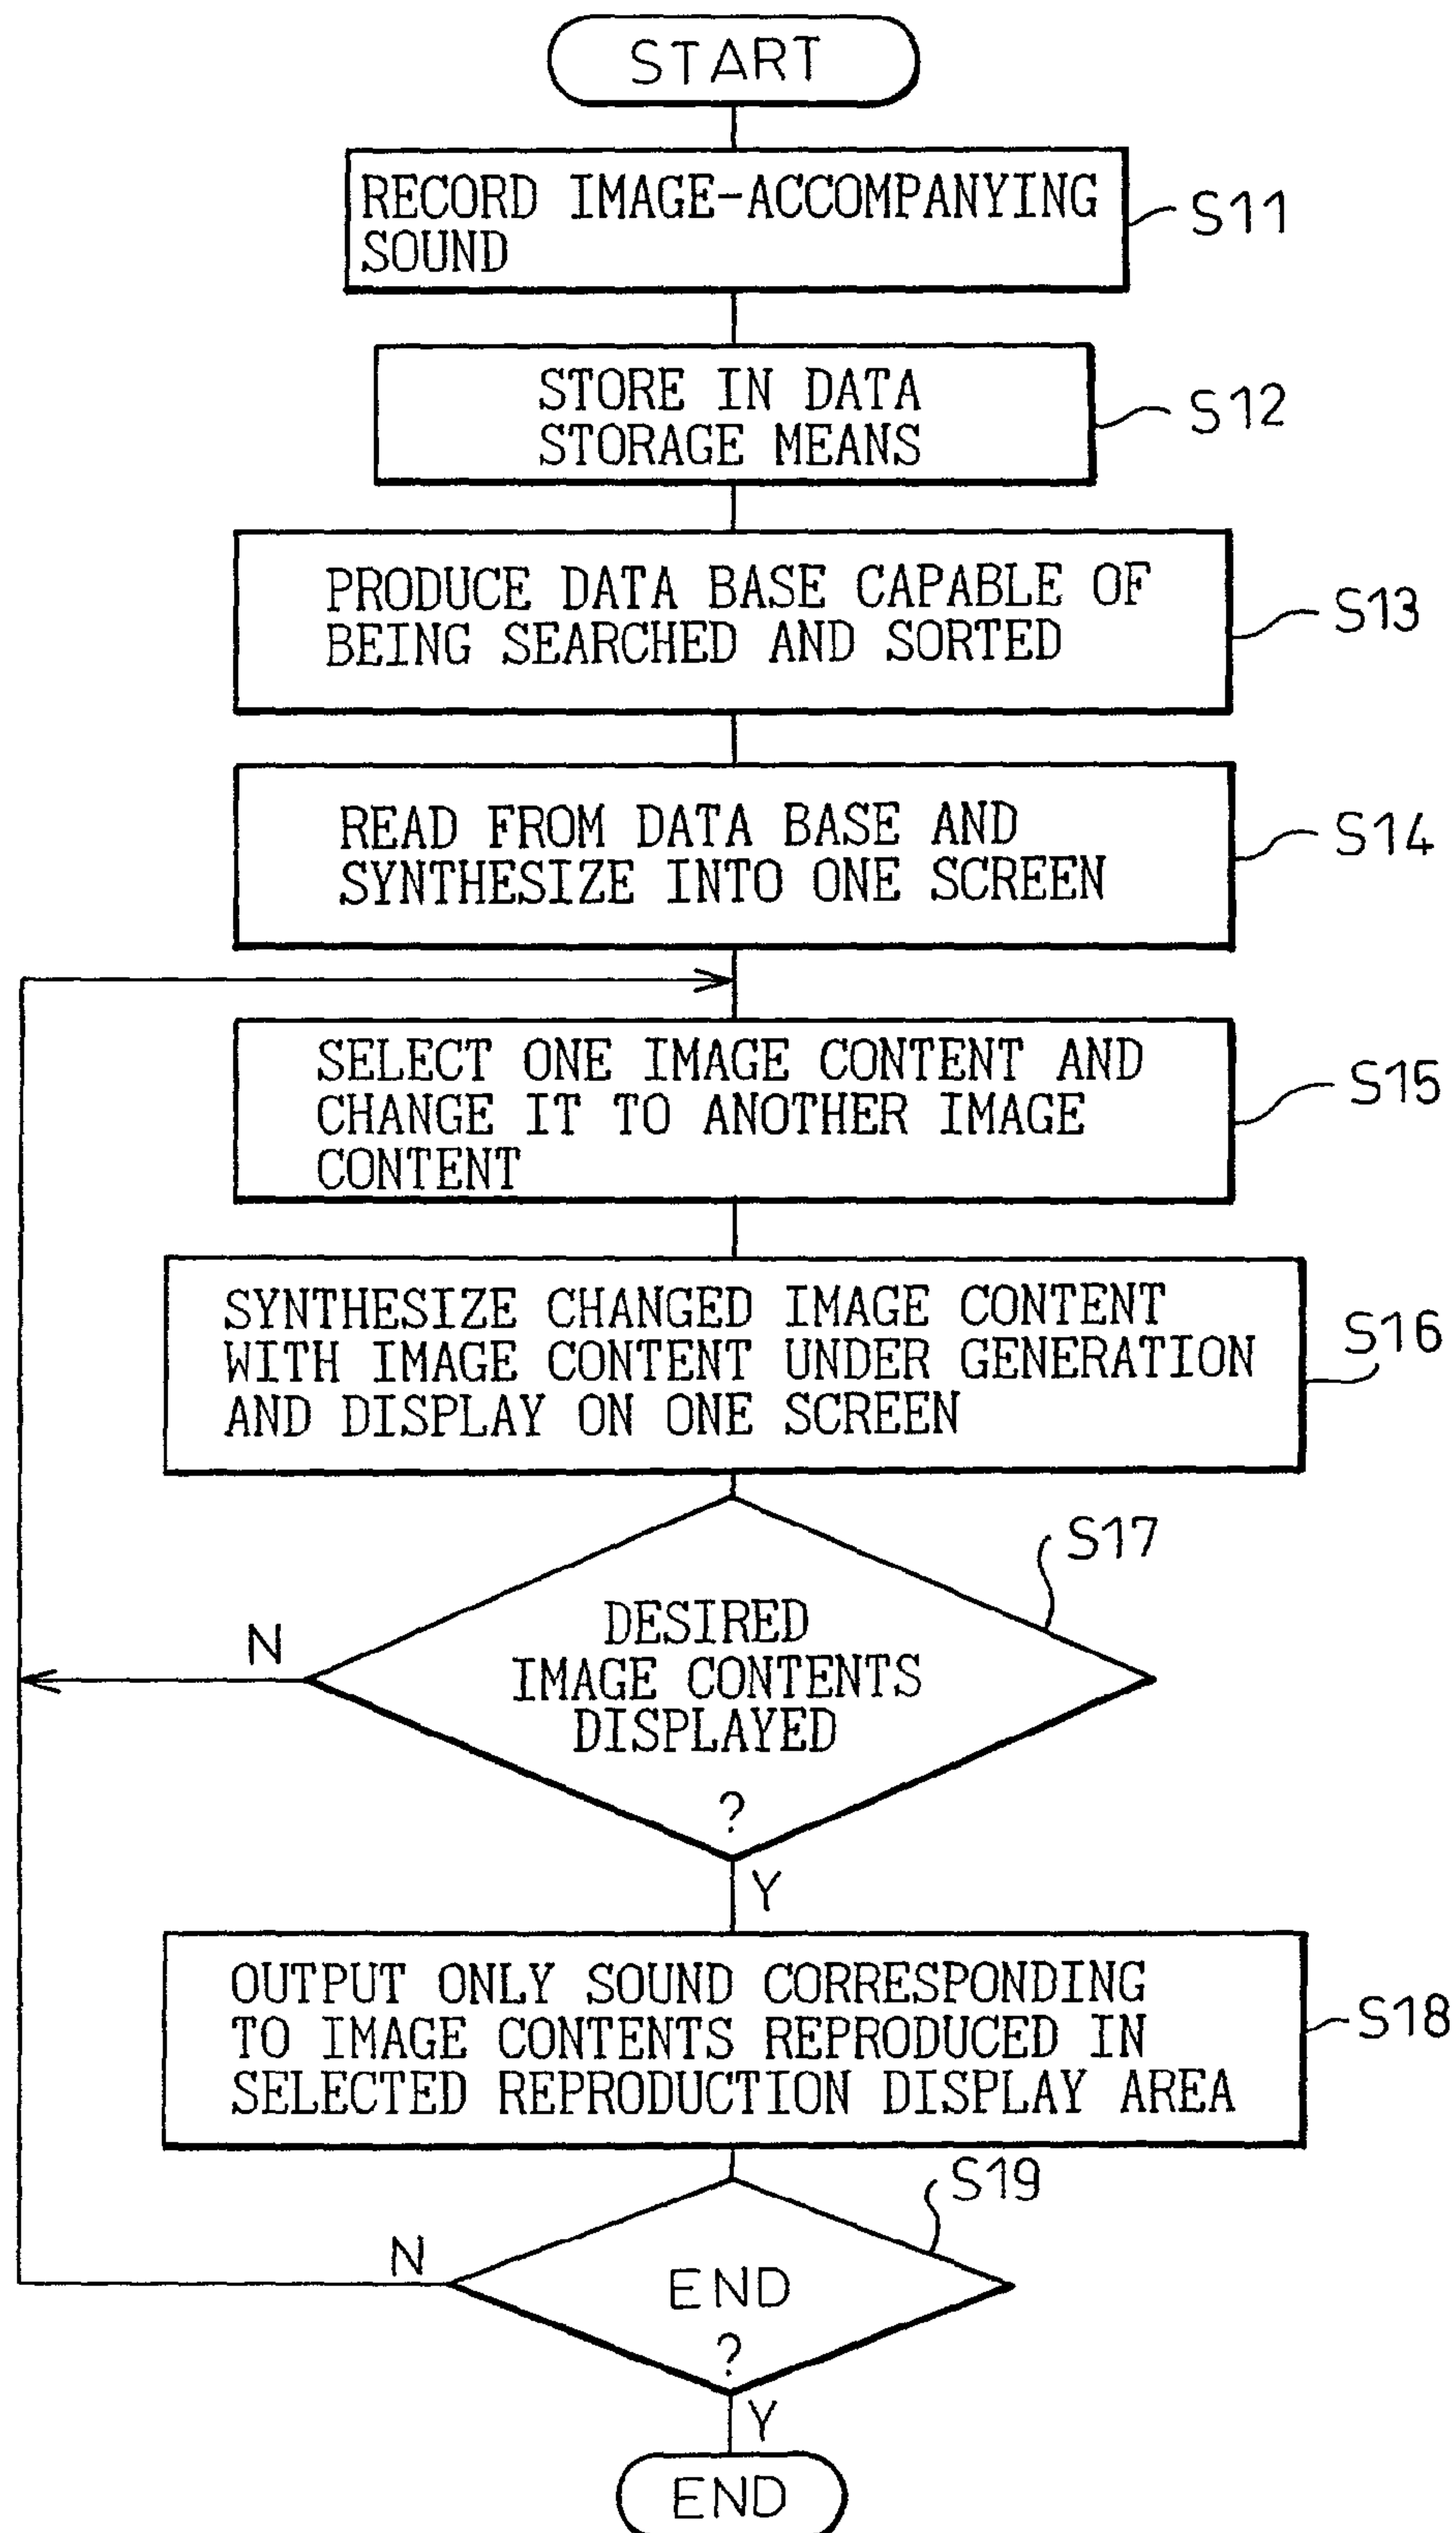 START
RECORD IMAGE-ACCOMPANYING
SOUND
S11
STORE IN DATA
STORAGE MEANS
S12
PRODUCE DATA BASE CAPABLE OF
BEING SEARCHED AND SORTED
S13
READ FROM DATA BASE AND
SYNTHESIZE INTO ONE SCREEN
S14
SELECT ONE IMAGE CONTENT AND
CHANGE IT TO ANOTHER IMAGE
CONTENT
S15
SYNTHESIZE CHANGED IMAGE CONTENT
WITH IMAGE CONTENT UNDER GENERATION
AND DISPLAY ON ONE SCREEN
S16
S17
DESIRED
IMAGE CONTENTS
DISPLAYED
?
N
Y
OUTPUT ONLY SOUND CORRESPONDING
TO IMAGE CONTENTS REPRODUCED IN
SELECTED REPRODUCTION DISPLAY AREA
S18
S19
N
END
?
Y
END